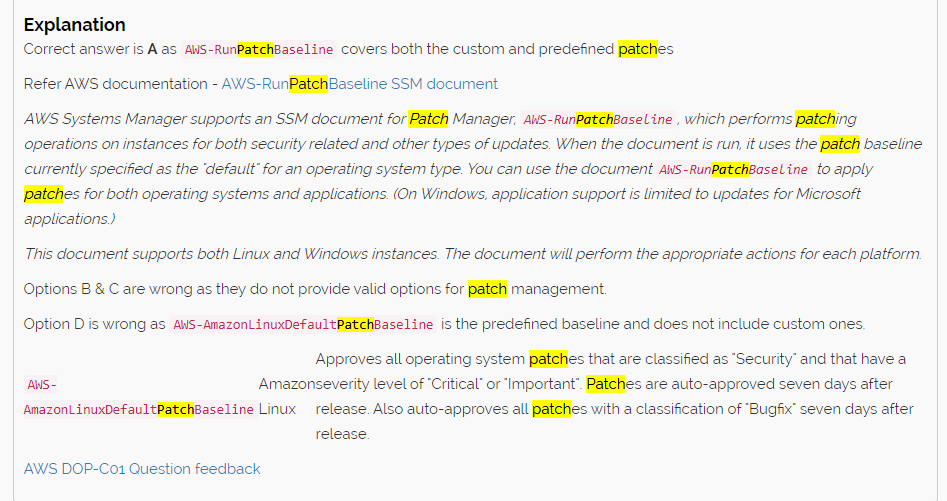 Explanation
Correct answer is A as AWS-RunPatchBaseline covers both the custom and predefined patches
Refer AWS documentation - AWS-RunPatchBaseline SSM document
AWS Systems Manager supports an SSM document for Patch Manager, AWS-RunPatchBaseline , which performs patching
operations on instances for both security related and other types of updates. When the document is run, it uses the patch baseline
currently specified as the "default" for an operating system type. You can use the document AWS-RunPatchBaseline to apply
patches for both operating systems and applications. (On Windows, application support is limited to updates for Microsoft
applications.)
This document supports both Linux and Windows instances. The document will perform the appropriate actions for each platform.
Options B & C are wrong as they do not provide valid options for patch management.
Option D is wrong as AWS-AmazonLinuxDefaultPatchBaseline is the predefined baseline and does not include custom ones.
AWS-
AmazonLinuxDefaultPatchBaseline
Amazon
Linux
Approves all operating system patches that are classified as "Security" and that have a
severity level of "Critical" or "Important". Patches are auto-approved seven days after
release. Also auto-approves all patches with a classification of "Bugfix" seven days after
release.
AWS DOP-C01 Question feedback